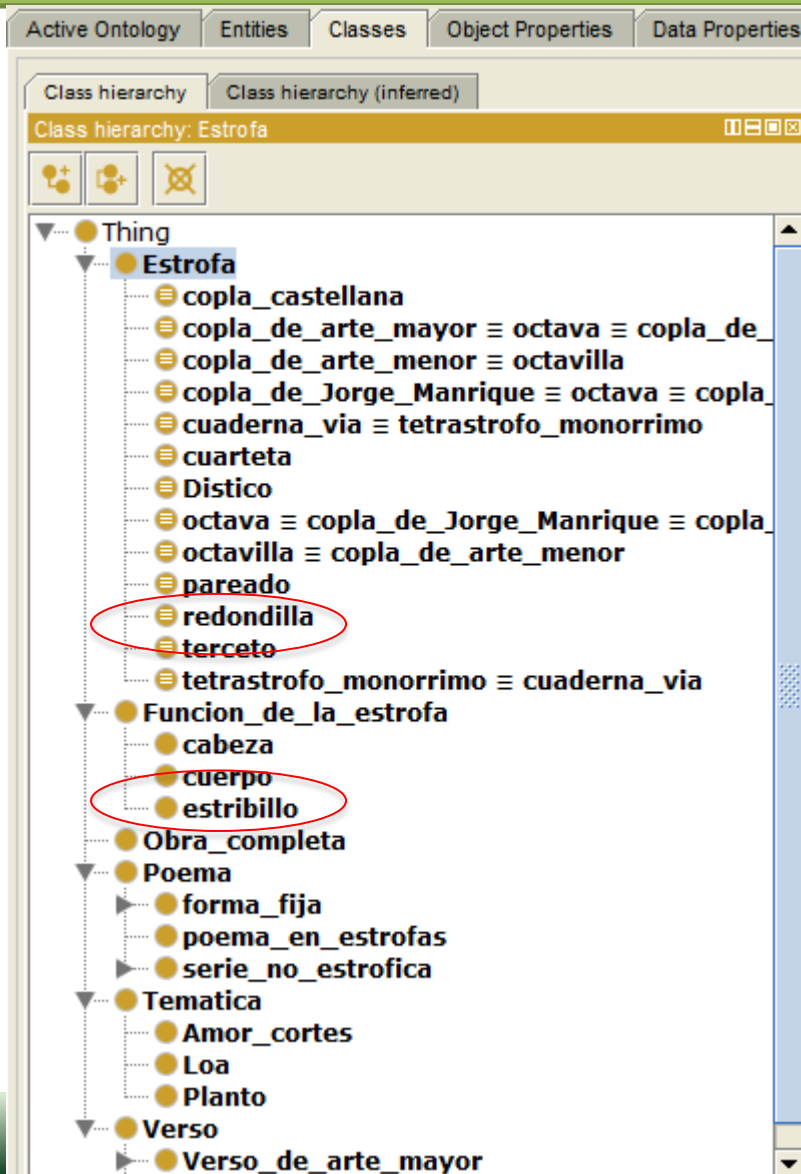 Active Ontology Entities Classes Object Properties Data Properties
Class hierarchy Class hierarchy (inferred)
Class hierarchy: Estrofa
Thing
Estrofa
copla_castellana
copla_de_arte_mayor ≡ octava ≡ copla_de_
copla_de_arte_menor ≡ octavilla
copla_de_Jorge_Manrique ≡ octava ≡ copla_
cuaderna_via ≡ tetrastrofo_monorrimo
cuarteta
Distico
octava ≡ copla_de_Jorge_Manrique ≡ copla_
octavilla ≡ copla_de_arte_menor
pareado
redondilla
terceto
tetrastrofo_monorrimo ≡ cuaderna_via
Funcion_de_la_estrofa
cabeza
cuerpo
estribillo
Obra_completa
Poema
forma_fija
poema_en_estrofas
serie_no_estrofica
Tematica
Amor_cortes
Loa
Planto
Verso
Verso_de_arte_mayor